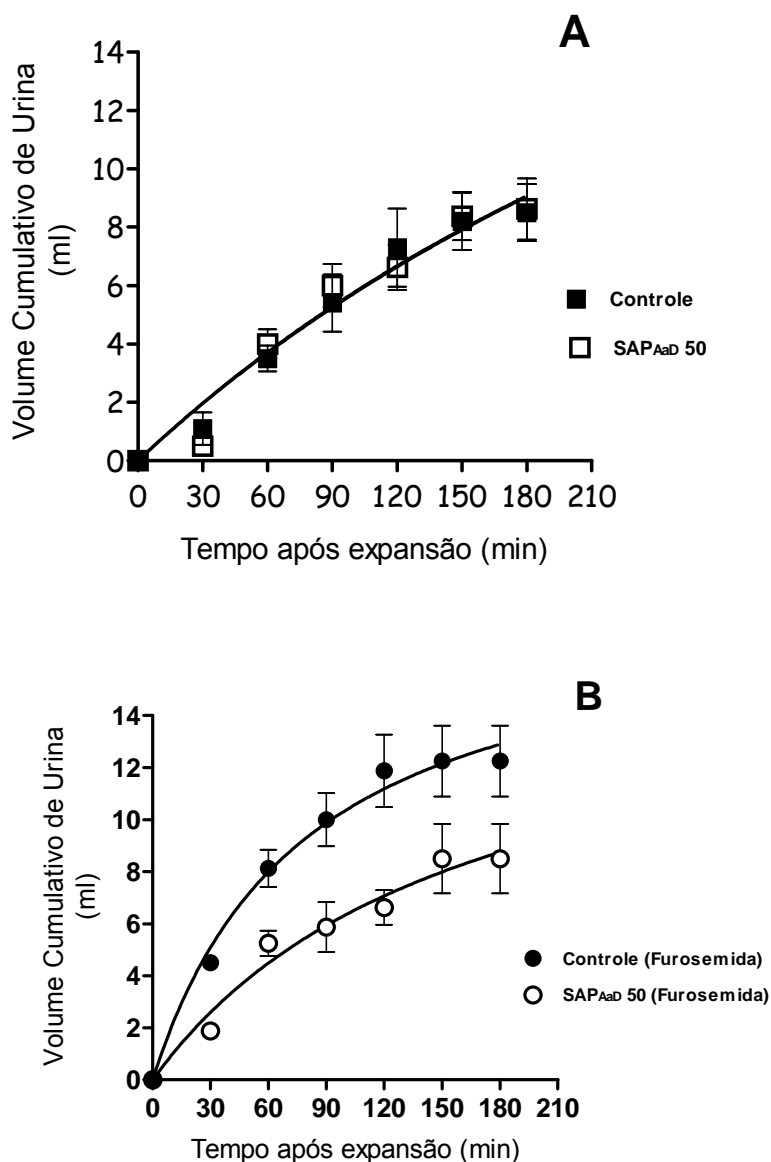 A
Volume Cumulativo de Urina
(ml)
14
12
10
8
6
4
2
0
0 30 60 90 120 150 180 210
Tempo após expansão (min)
Controle
SAPAaD 50
B
Volume Cumulativo de Urina
(ml)
14
12
10
8
6
4
2
0
0 30 60 90 120 150 180 210
Tempo após expansão (min)
Controle (Furosemida)
SAPAaD 50 (Furosemida)